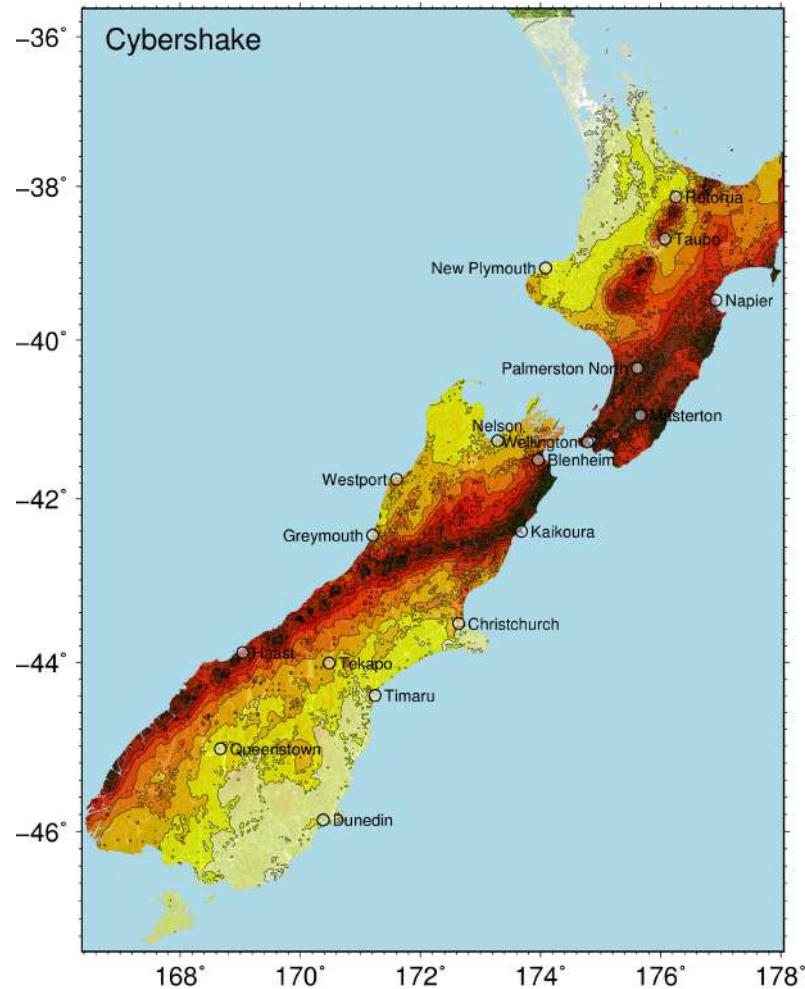 Cybershake
−36°
−38°
−40°
−42°
−44°
−46°
Rotorua
Taupo
New Plymouth
Napier
Palmerston North
Masterton
Nelson
Wellington
Blenheim
Westport
Greymouth
Kaikoura
Christchurch
Haast
Tekapo
Timaru
Queenstown
Dunedin
168° 170° 172° 174° 176° 178°